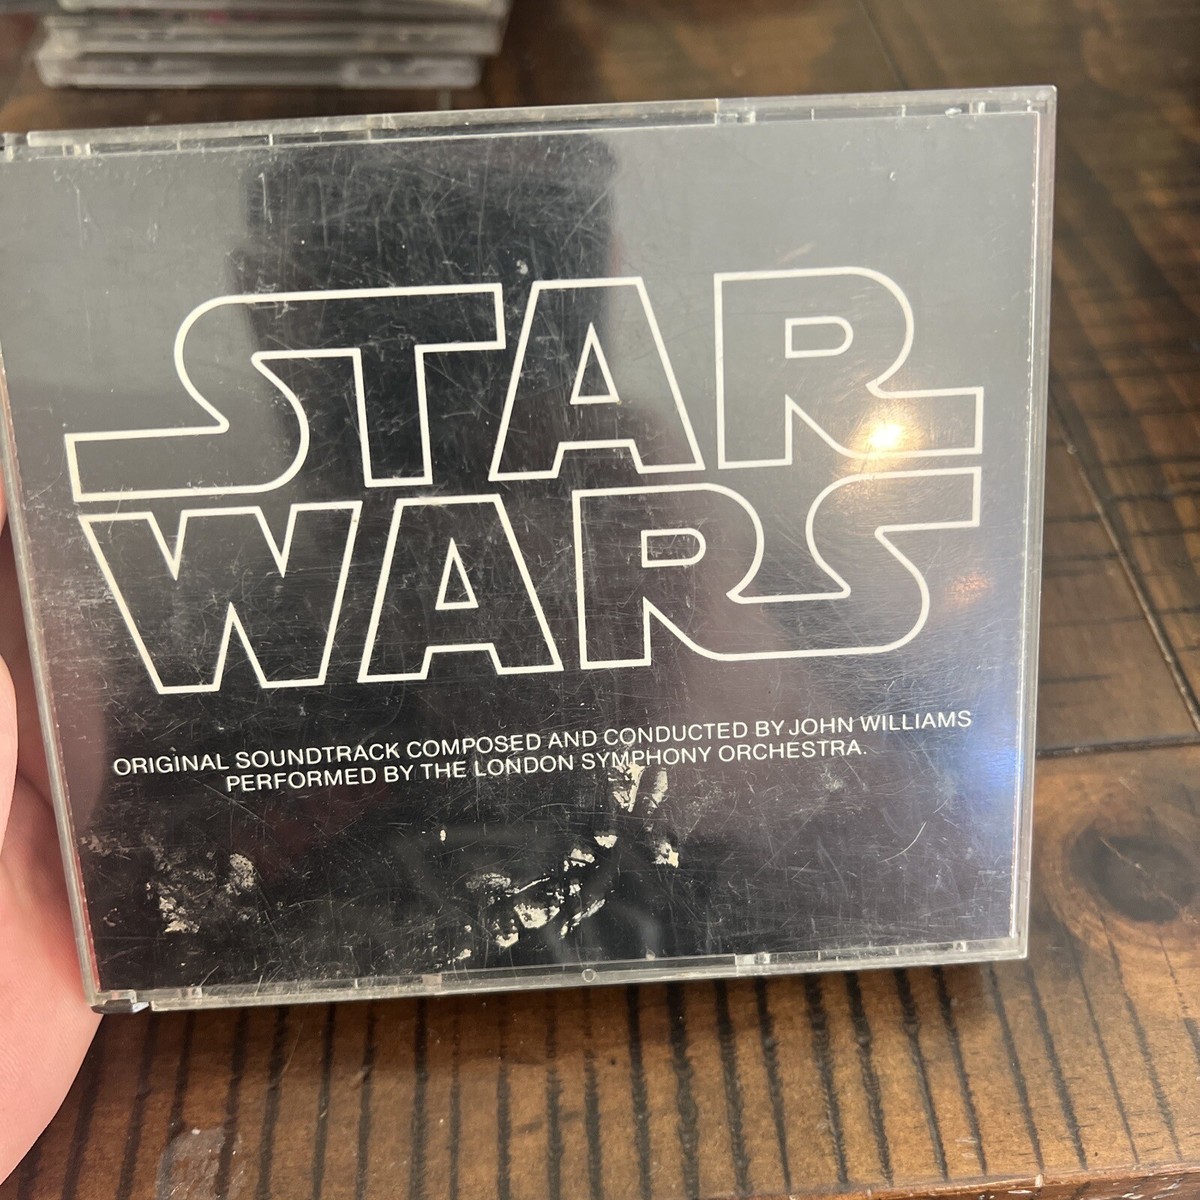 STAR
WARS
ORIGINAL SOUNDTRACK COMPOSED AND CONDUCTED BY JOHN WILLIAMS
PERFORMED BY THE LONDON SYMPHONY ORCHESTRA.